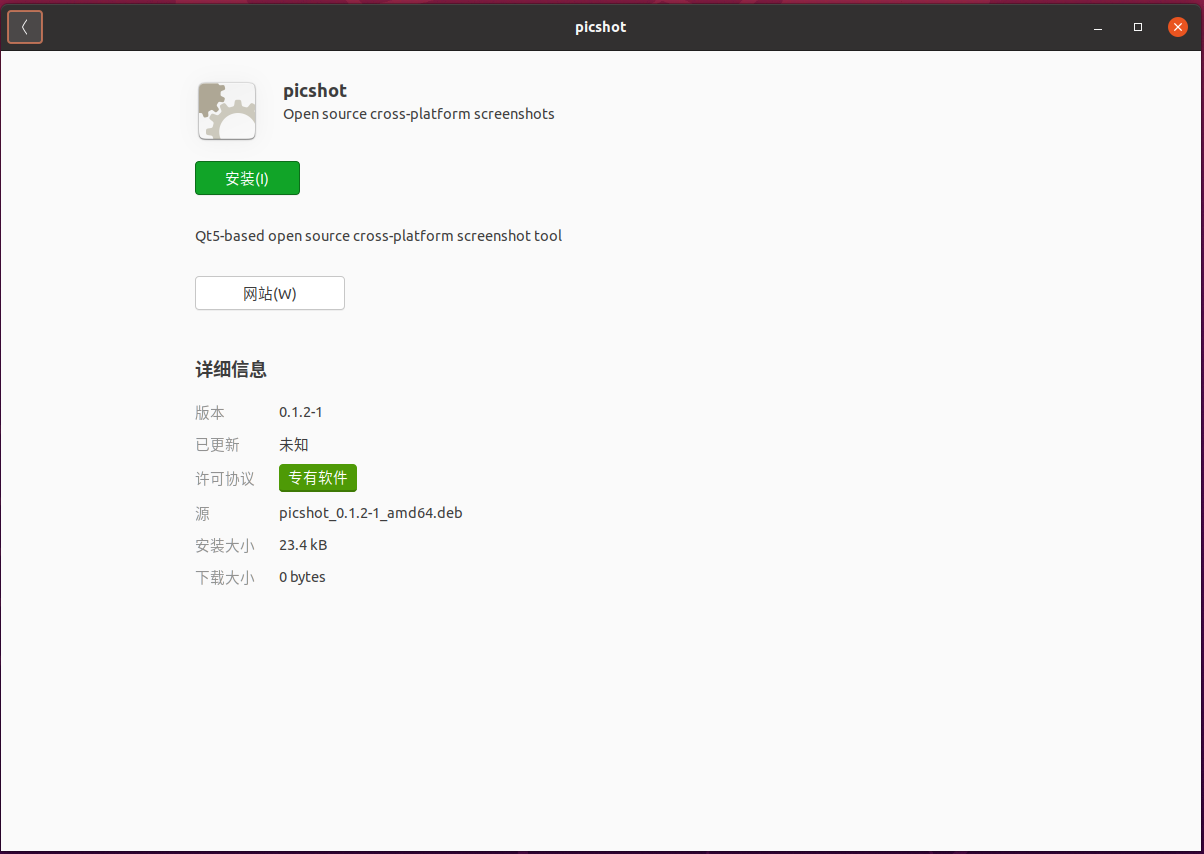 picshot
picshot
Open source cross-platform screenshots
安装(I)
Qt5-based open source cross-platform screenshot tool
网站(W)
详细信息
版本 0.1.2-1
已更新 未知
许可协议 专有软件
源 picshot_0.1.2-1_amd64.deb
安装大小 23.4 kB
下载大小 0 bytes